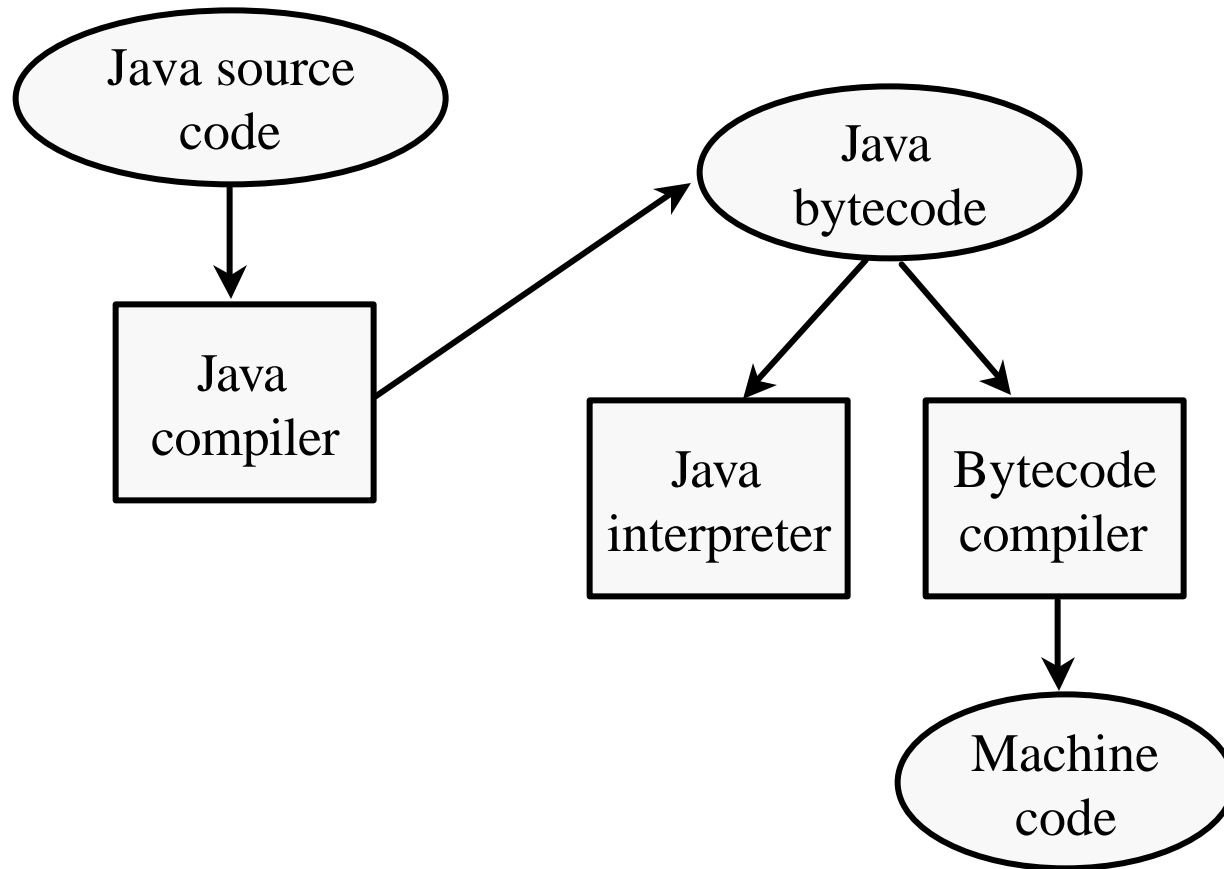 Java source
code
Java
bytecode
Java
compiler
Java
interpreter
Bytecode
compiler
Machine
code